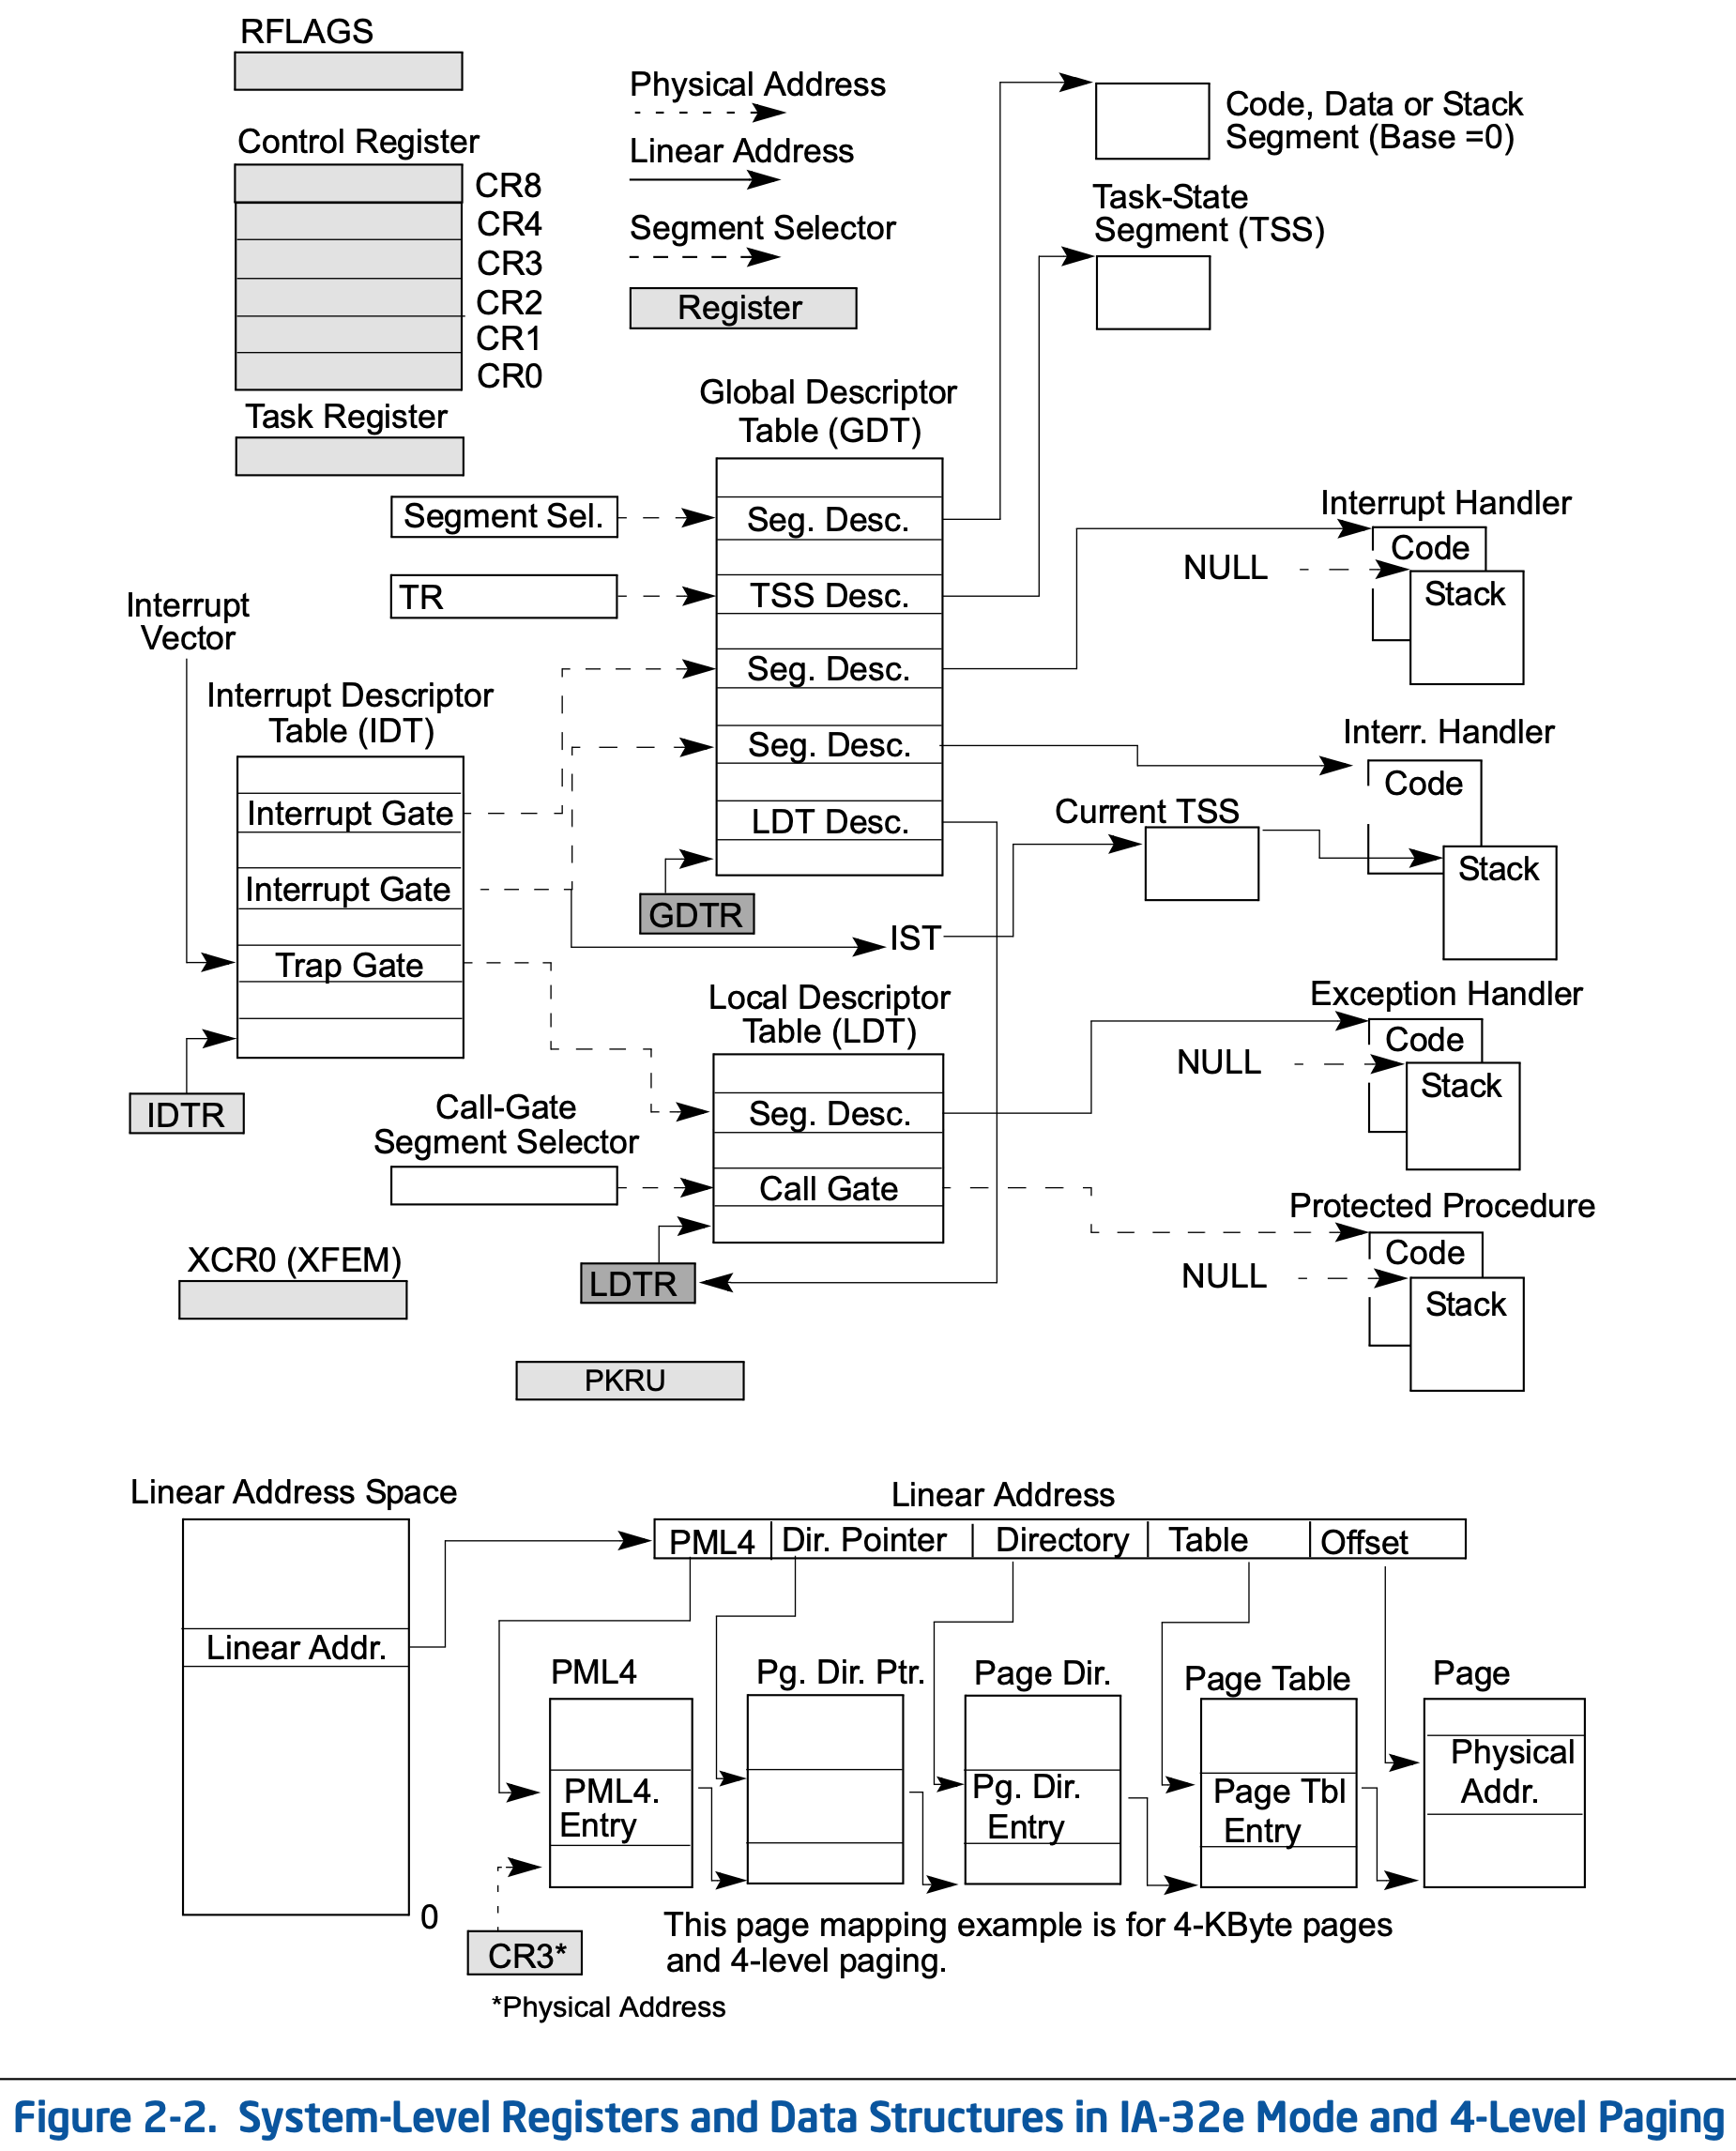 RFLAGS
Physical Address
Code, Data or Stack
Segment (Base =0)
Control Register
Linear Address
CR8
Task-State
Segment (TSS)
CR4
Segment Selector
CR3
CR2
Register
CR1
CR0
Global Descriptor
Table (GDT)
Task Register
Segment Sel.
Seg. Desc.
Interrupt Handler
Code
NULL
Stack
TR
TSS Desc.
Interrupt
Vector
Seg. Desc.
Interrupt Descriptor
Table (IDT)
Seg. Desc.
Interr. Handler
Code
Interrupt Gate
LDT Desc.
Current TSS
Stack
Interrupt Gate
GDTR
IST
Trap Gate
Local Descriptor
Table (LDT)
Exception Handler
Code
NULL
Stack
IDTR
Call-Gate
Segment Selector
Seg. Desc.
Call Gate
Protected Procedure
Code
NULL
Stack
XCR0 (XFEM)
LDTR
PKRU
Linear Address Space
Linear Address
PML4 Dir. Pointer Directory Table Offset
Linear Addr.
PML4
Pg. Dir. Ptr.
Page Dir.
Page Table
Page
PML4.
Entry
Pg. Dir.
Entry
Page Tbl
Entry
Physical
Addr.
0
CR3*
This page mapping example is for 4-KByte pages
and 4-level paging.
*Physical Address
Figure 2-2. System-Level Registers and Data Structures in IA-32e Mode and 4-Level Paging